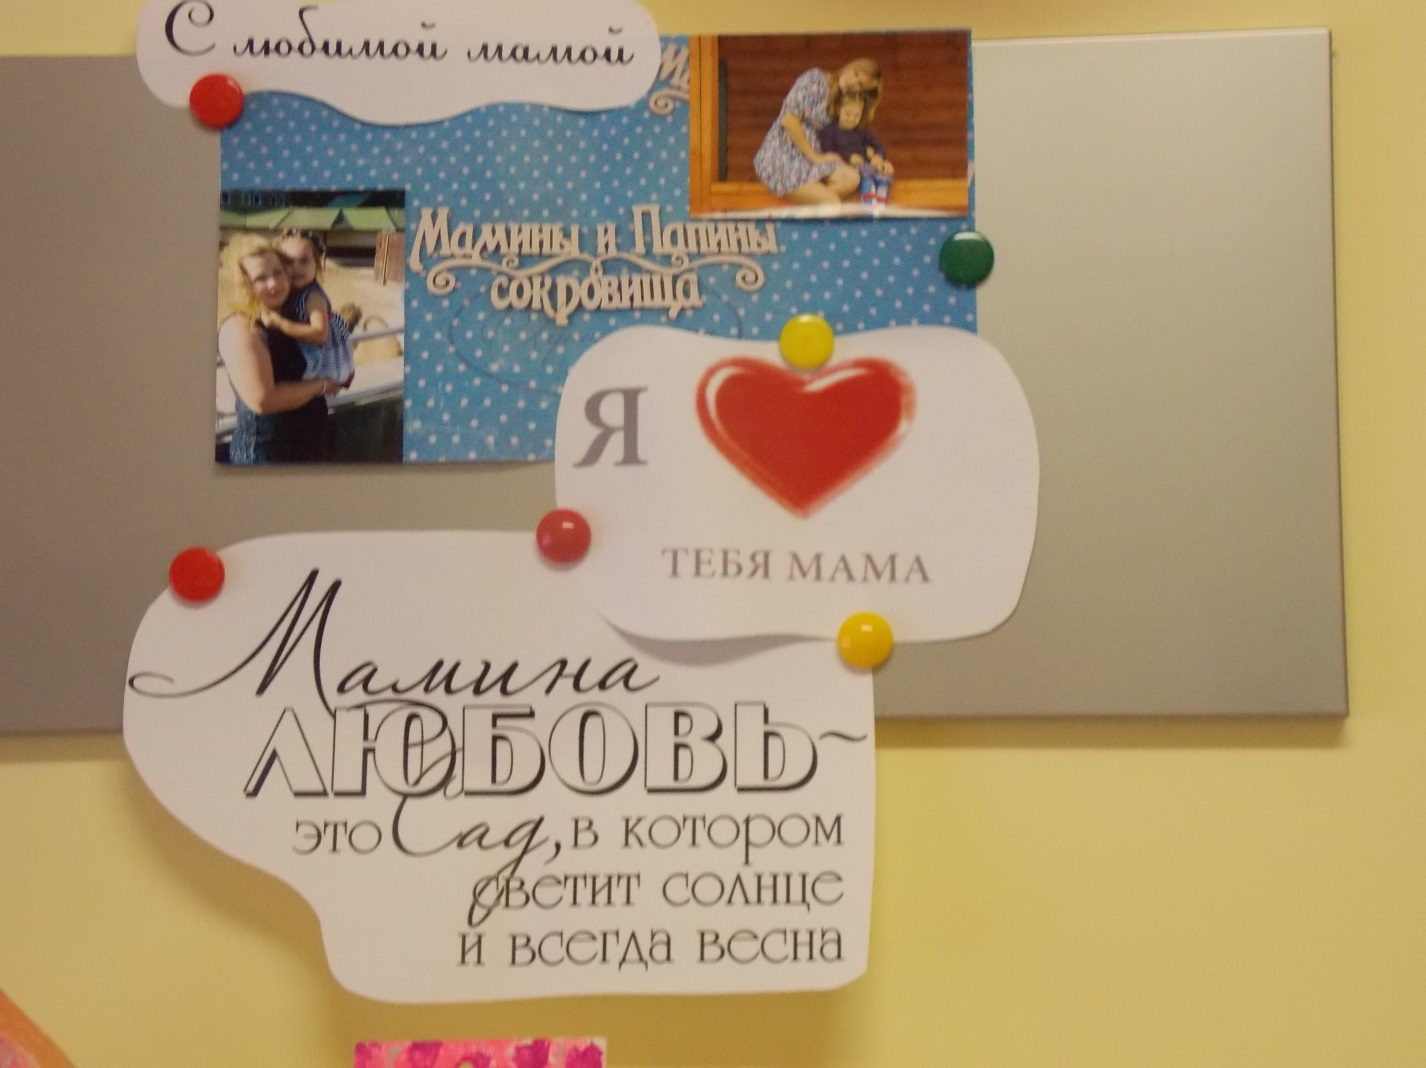 С любимой мамой
Мамины и Папины
сокровища
Я
ТЕБЯ МАМА
Мамина
ЛЮБОВЬ~
это Сад, в котором
светит солнце
и всегда весна